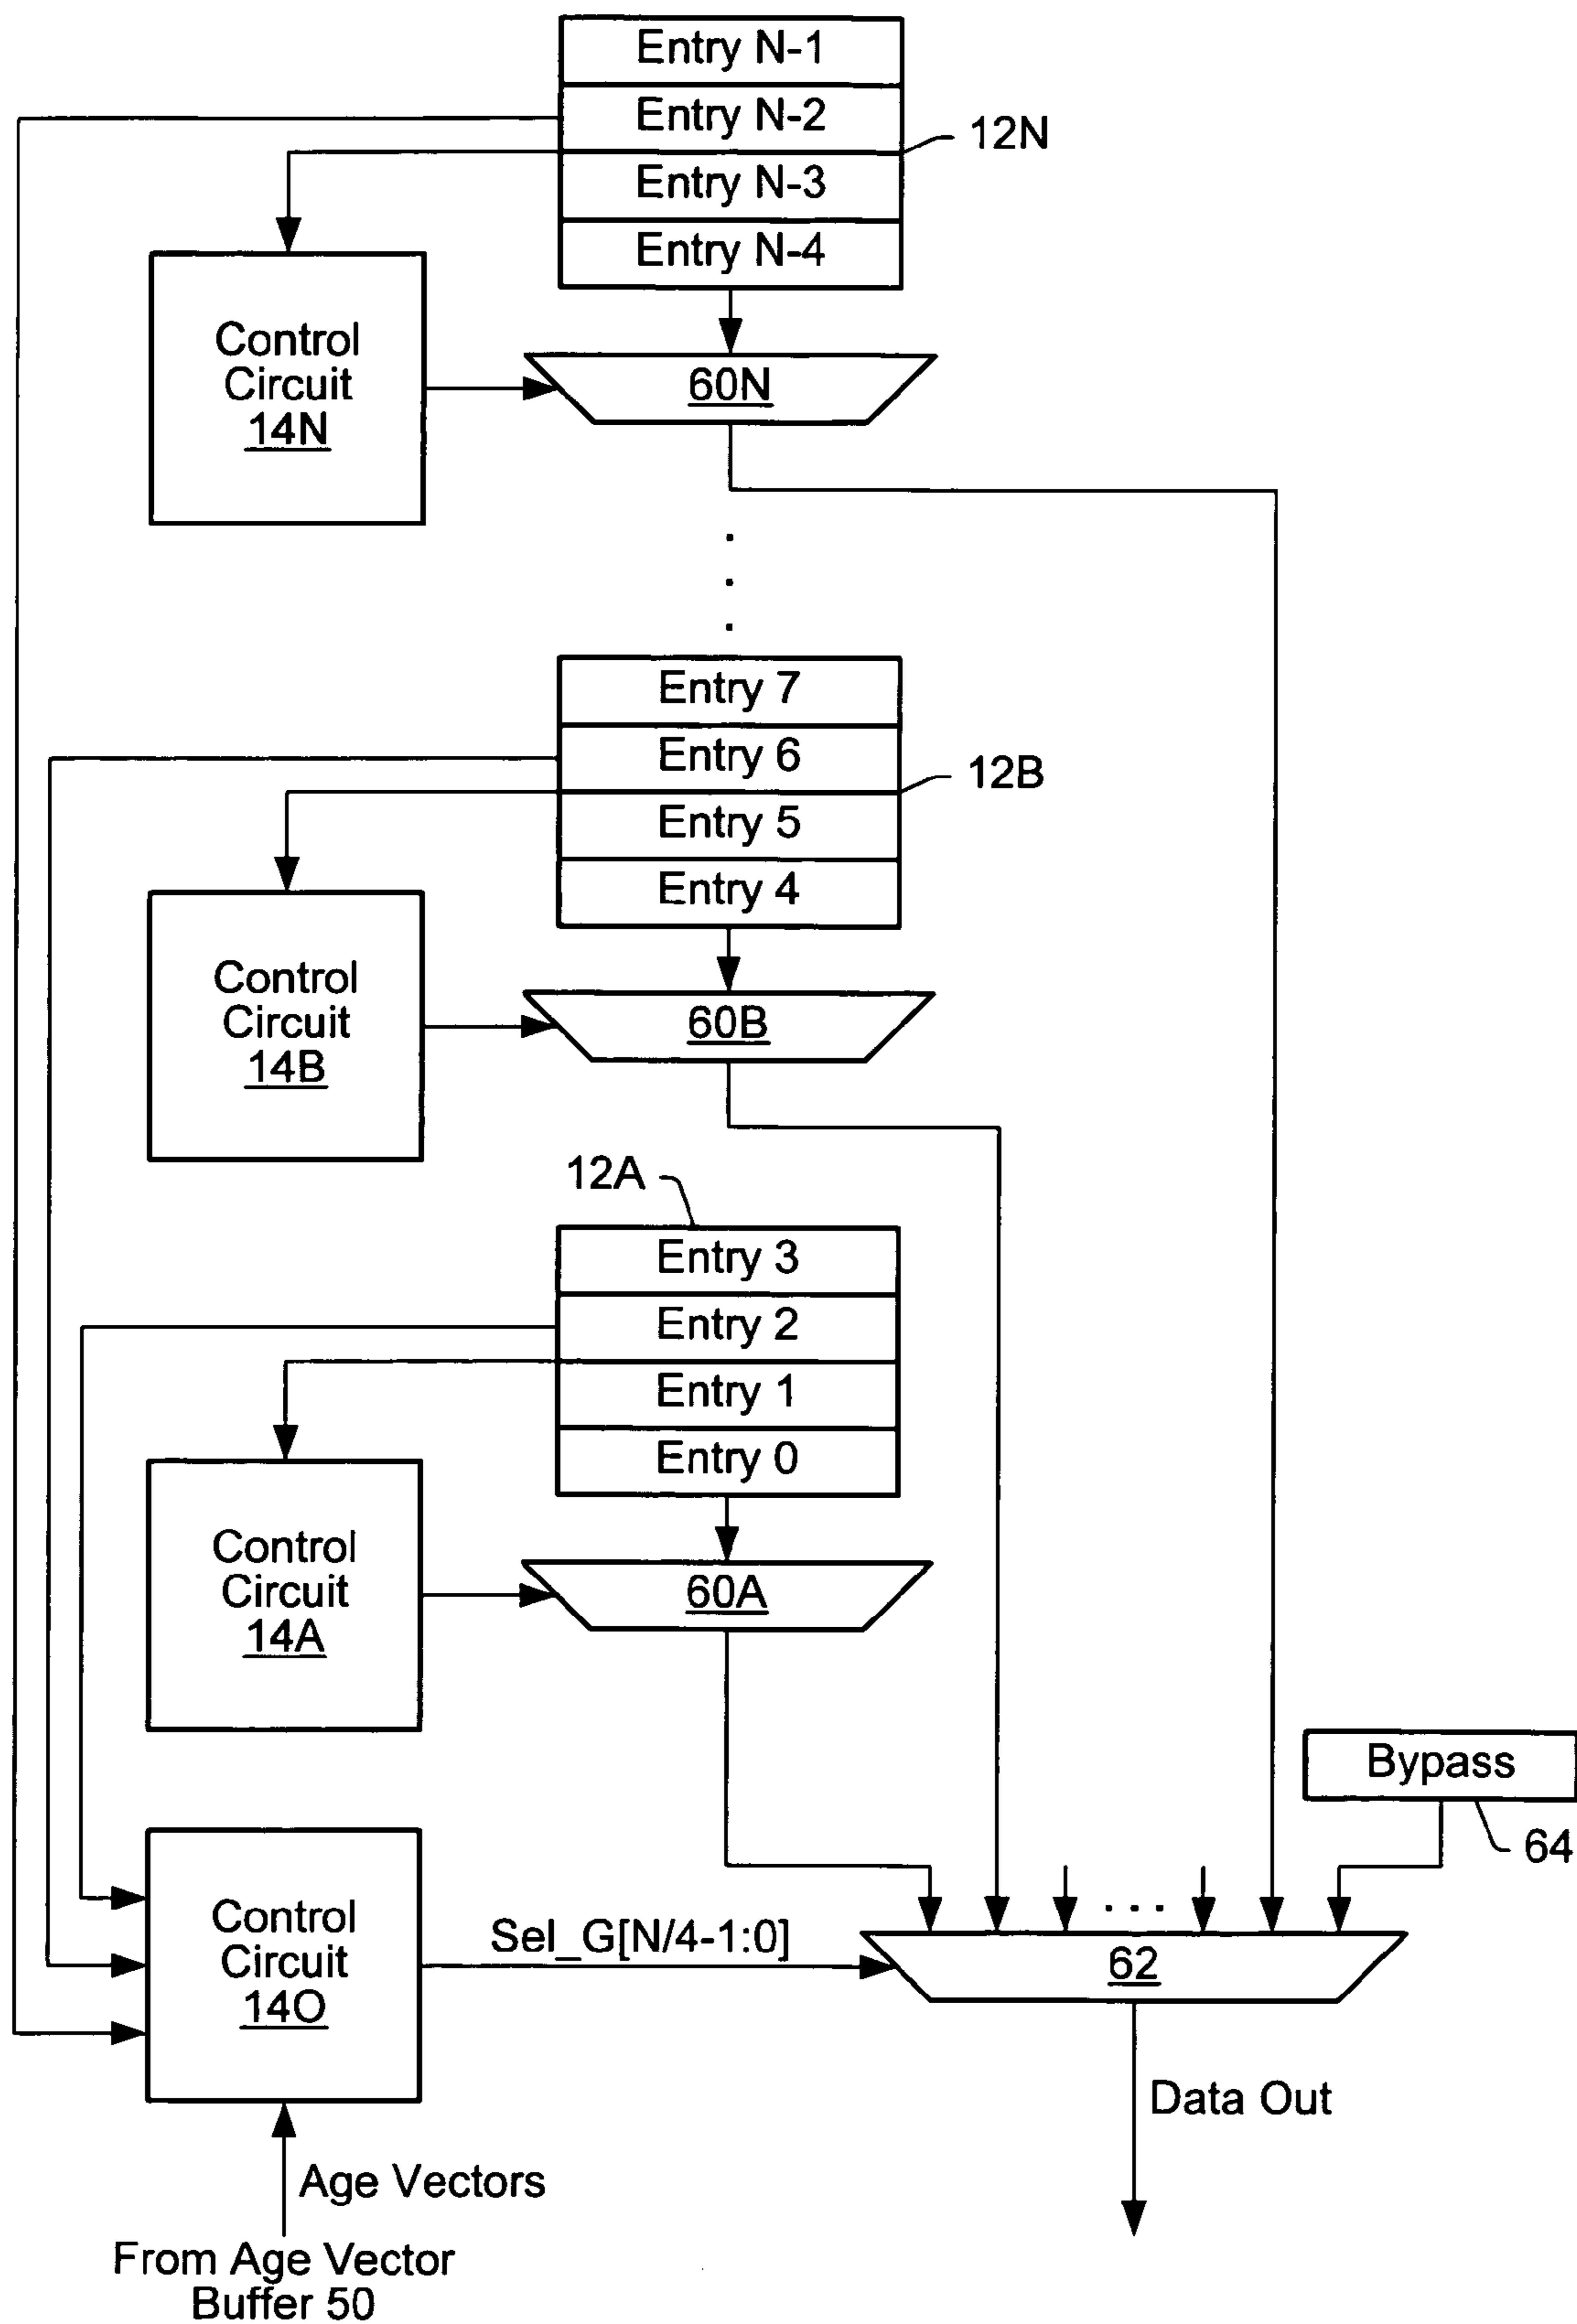 Entry N-1
Entry N-2
12N
Entry N-3
Entry N-4
Control
Circuit
14N
60N
Entry 7
Entry 6
12B
Entry 5
Entry 4
Control
Circuit
14B
60B
12A
Entry 3
Entry 2
Entry 1
Entry 0
Control
Circuit
14A
60A
Bypass
64
Control
Circuit
14O
Sel_G[N/4-1:0]
. . .
62
Data Out
Age Vectors
From Age Vector
Buffer 50